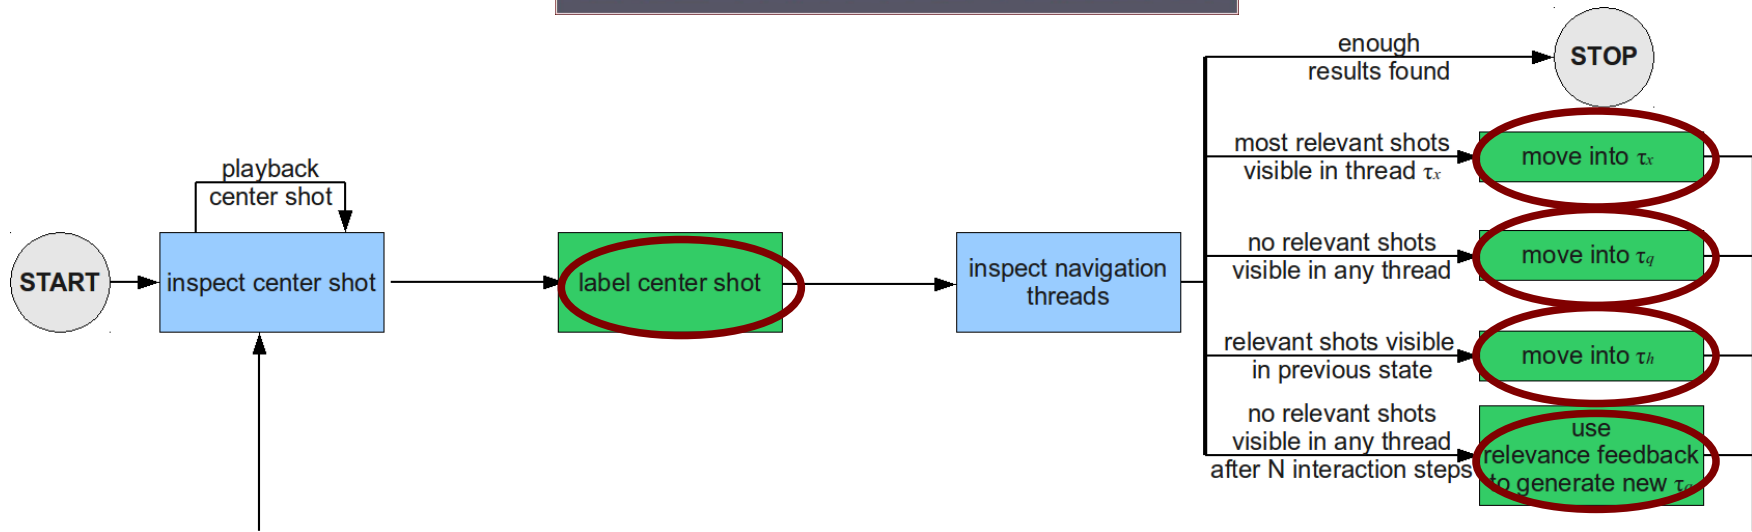 enough
results found
STOP
most relevant shots
visible in thread τx
move into τx
playback
center shot
START
inspect center shot
label center shot
inspect navigation
threads
no relevant shots
visible in any thread
move into τq
relevant shots visible
in previous state
move into τh
no relevant shots
visible in any thread
after N interaction steps
use
relevance feedback
to generate new τq